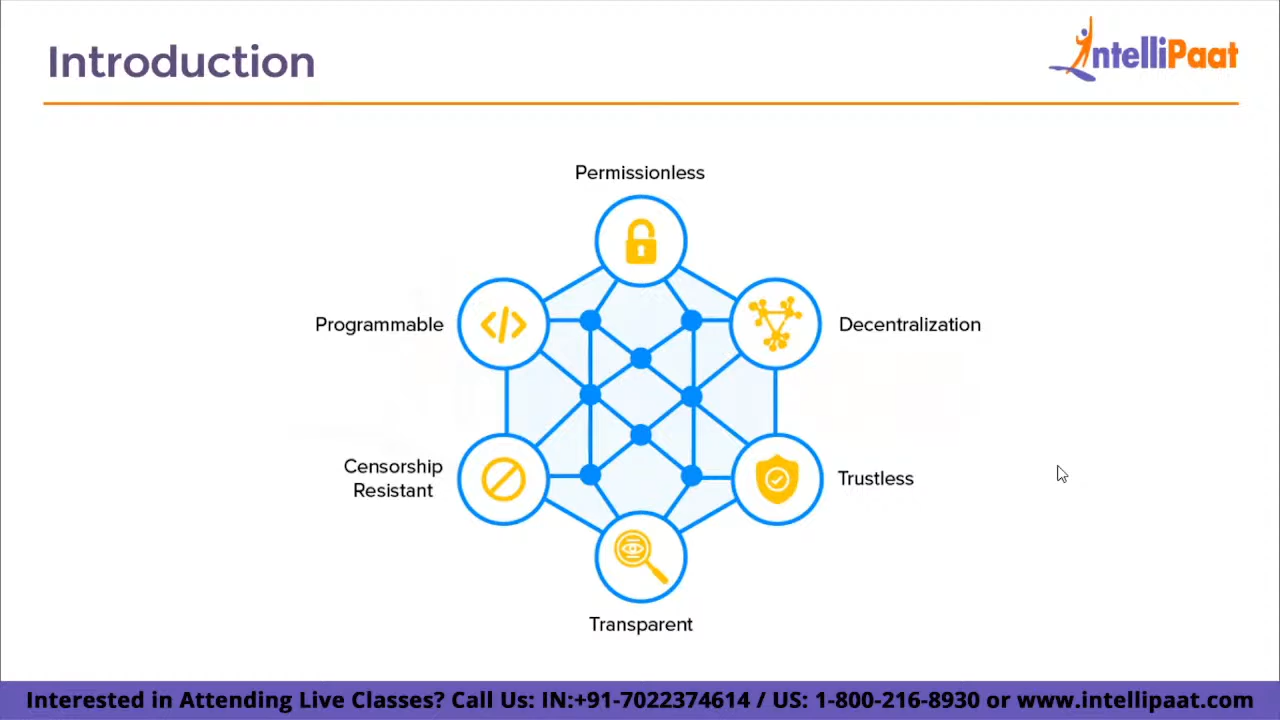 Introduction
IntelliPaat
Permissionless
Programmable
Decentralization
Censorship
Resistant
Trustless
Transparent
Interested in Attending Live Classes? Call Us: IN:+91-7022374614 / US: 1-800-216-8930 or www.intellipaat.com